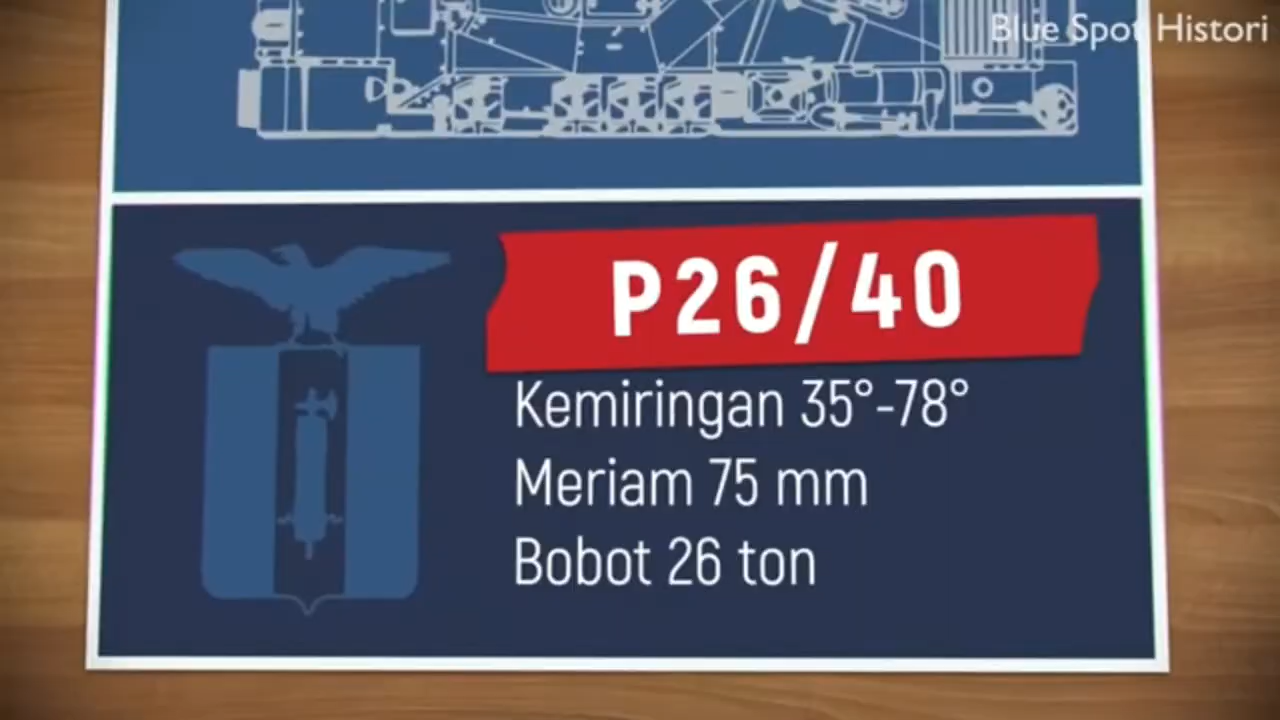 Blue Spot Histori
P26/40
Kemiringan 35°-78°
Meriam 75 mm
Bobot 26 ton